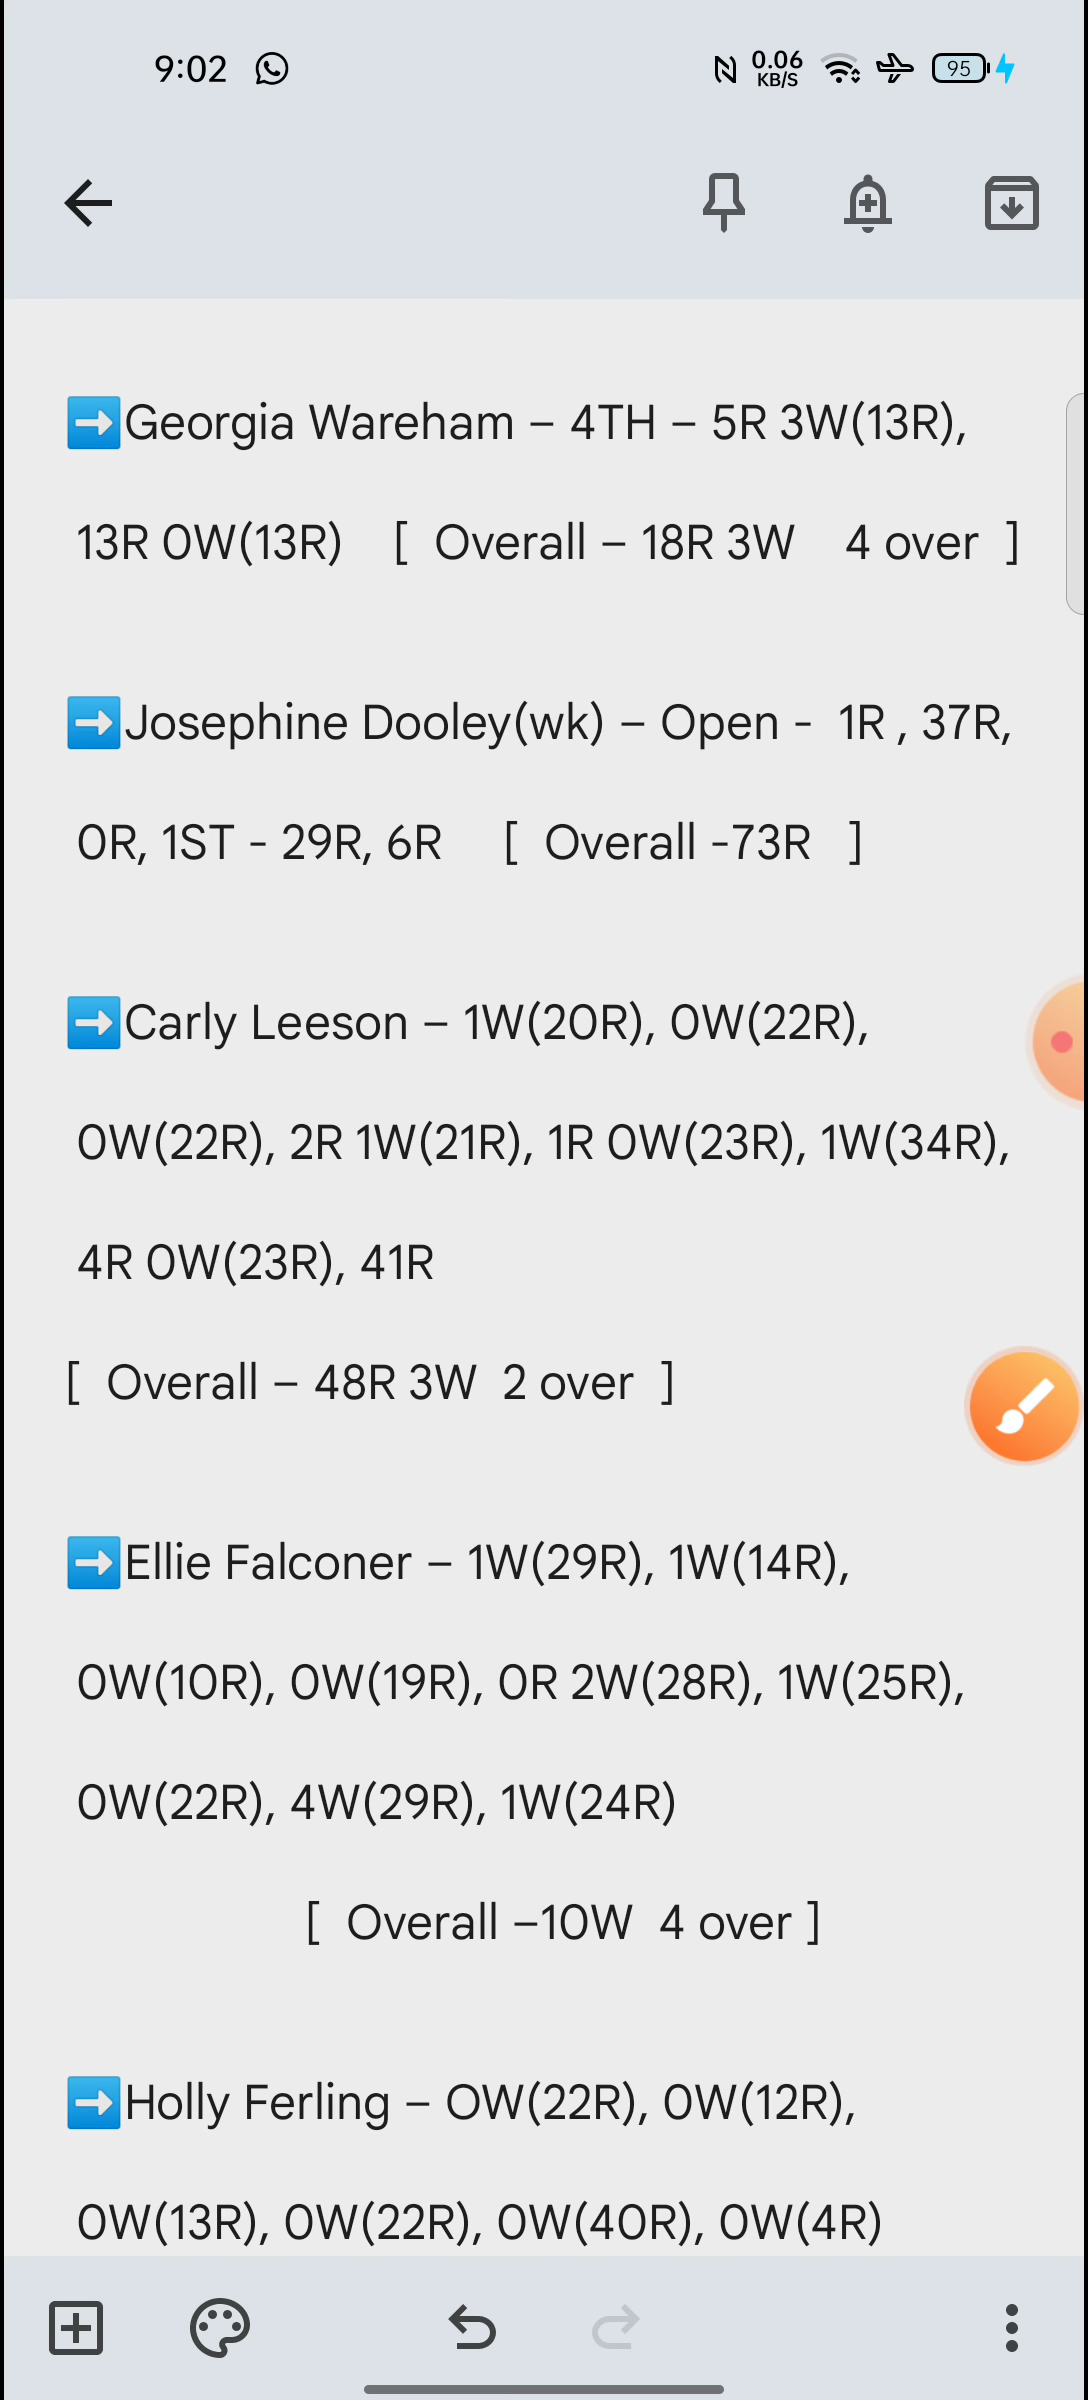 9:02
0.06
KB/S
95
➡️Georgia Wareham – 4TH – 5R 3W(13R),
13R 0W(13R) [ Overall – 18R 3W 4 over ]
➡️Josephine Dooley(wk) – Open - 1R , 37R,
0R, 1ST - 29R, 6R [ Overall -73R ]
➡️Carly Leeson – 1W(20R), 0W(22R),
0W(22R), 2R 1W(21R), 1R 0W(23R), 1W(34R),
4R 0W(23R), 41R
[ Overall – 48R 3W 2 over ]
➡️Ellie Falconer – 1W(29R), 1W(14R),
0W(10R), 0W(19R), 0R 2W(28R), 1W(25R),
0W(22R), 4W(29R), 1W(24R)
[ Overall –10W 4 over ]
➡️Holly Ferling – OW(22R), 0W(12R),
0W(13R), 0W(22R), 0W(40R), 0W(4R)